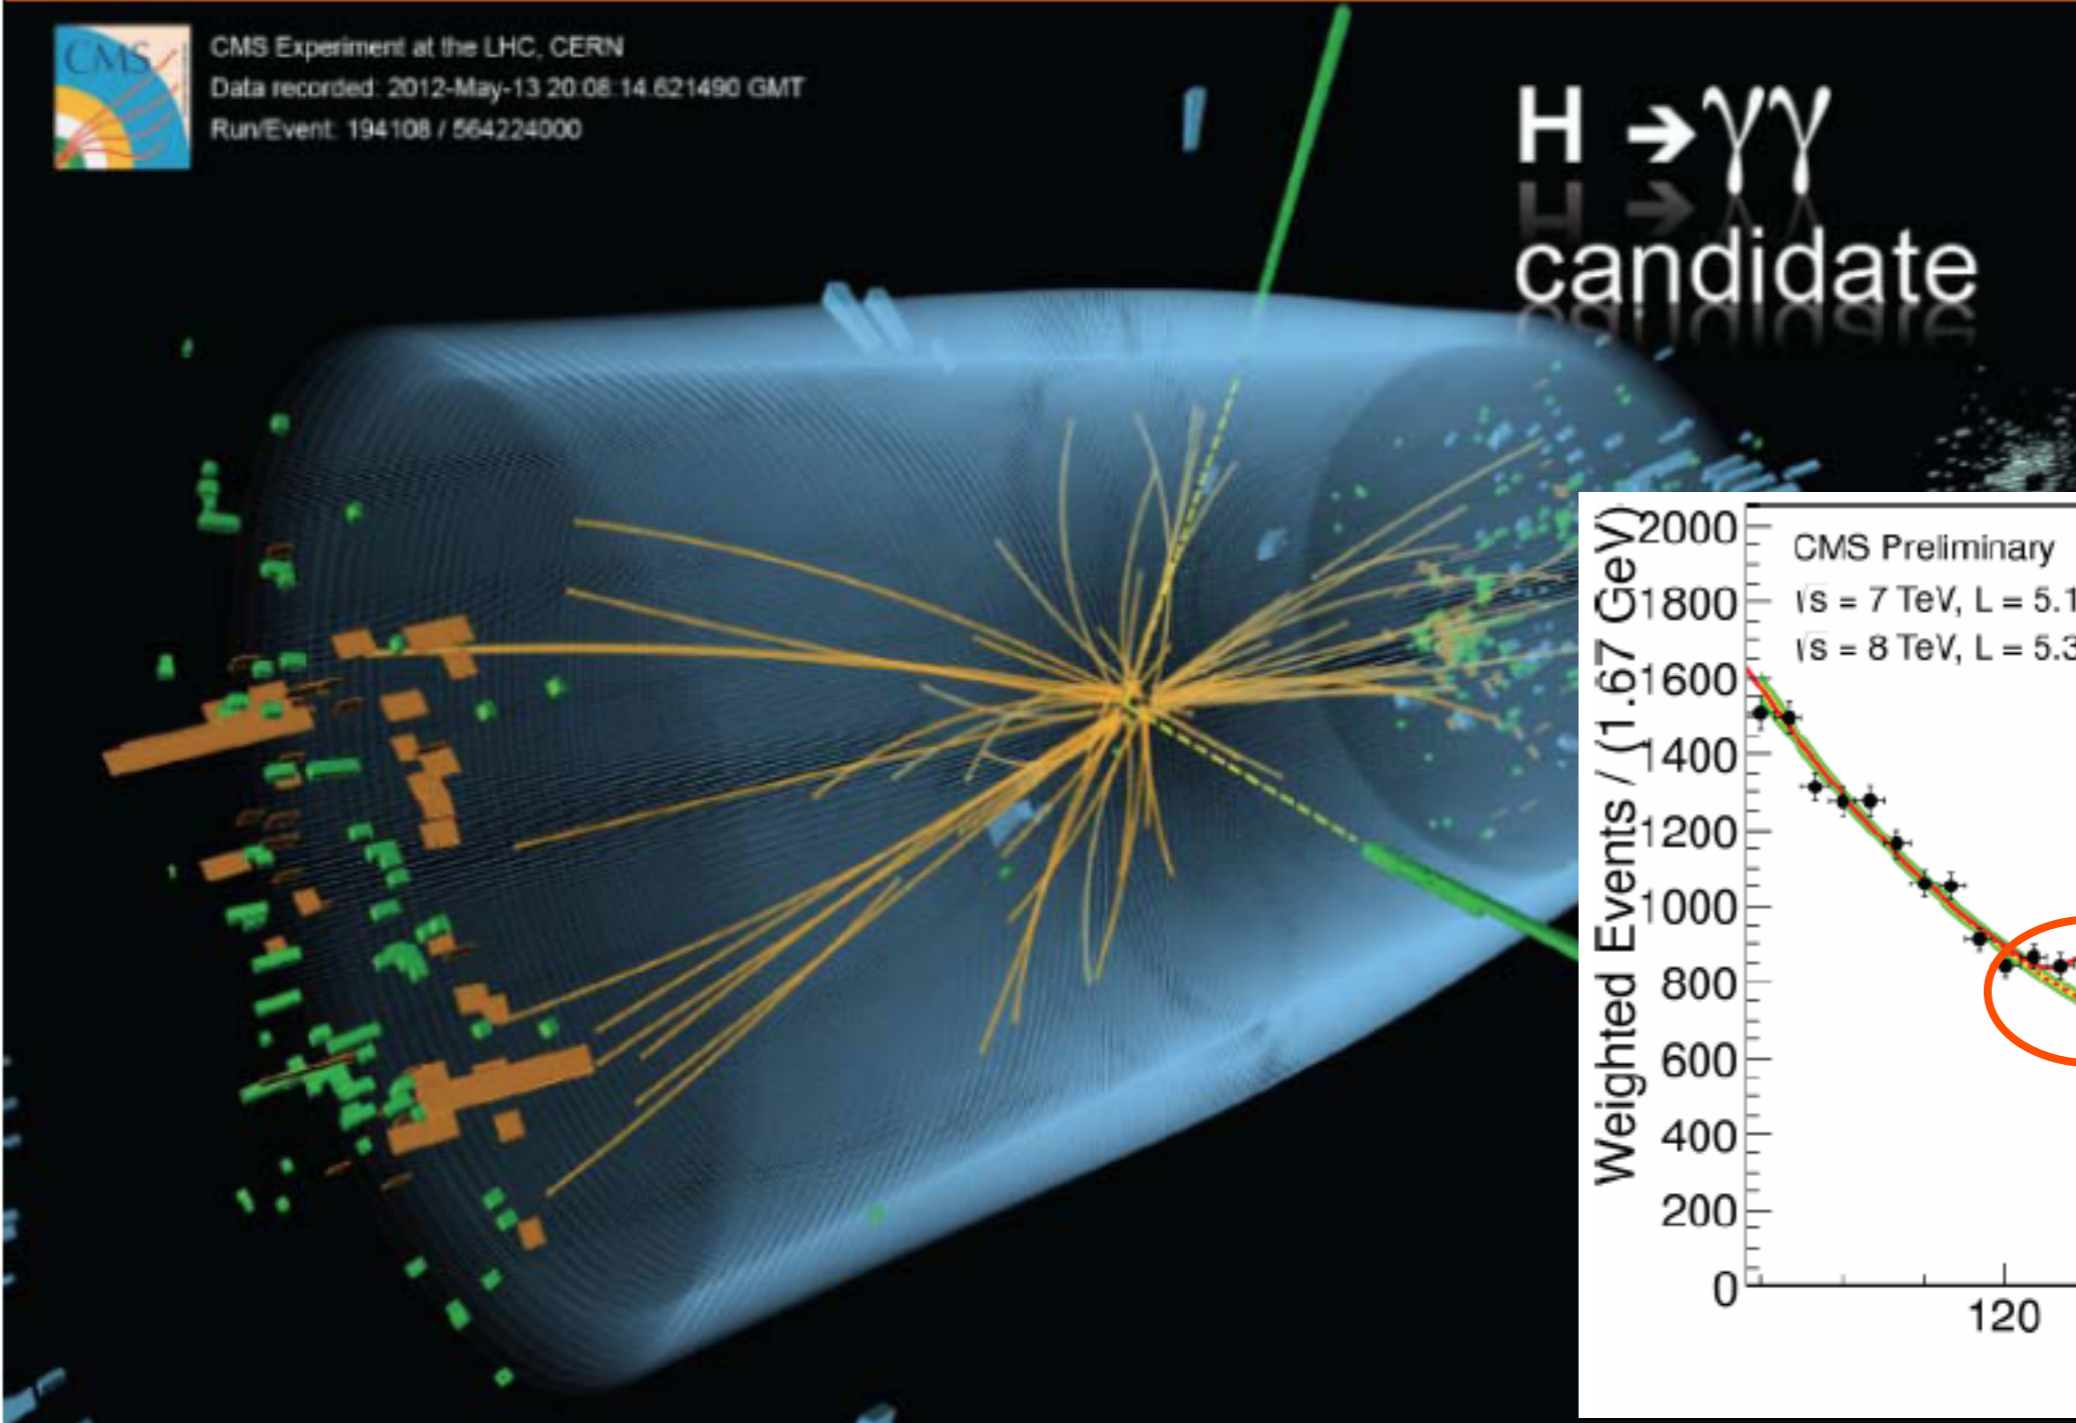 CMS
CMS Experiment at the LHC, CERN
Data recorded: 2012-May-13 20:08:14.621490 GMT
Run/Event: 194108 / 564224000
H → γγ
candidate
Weighted Events / (1.67 GeV)
2000
1800
1600
1400
1200
1000
800
600
400
200
0
CMS Preliminary
√s = 7 TeV, L = 5.1
√s = 8 TeV, L = 5.3
120